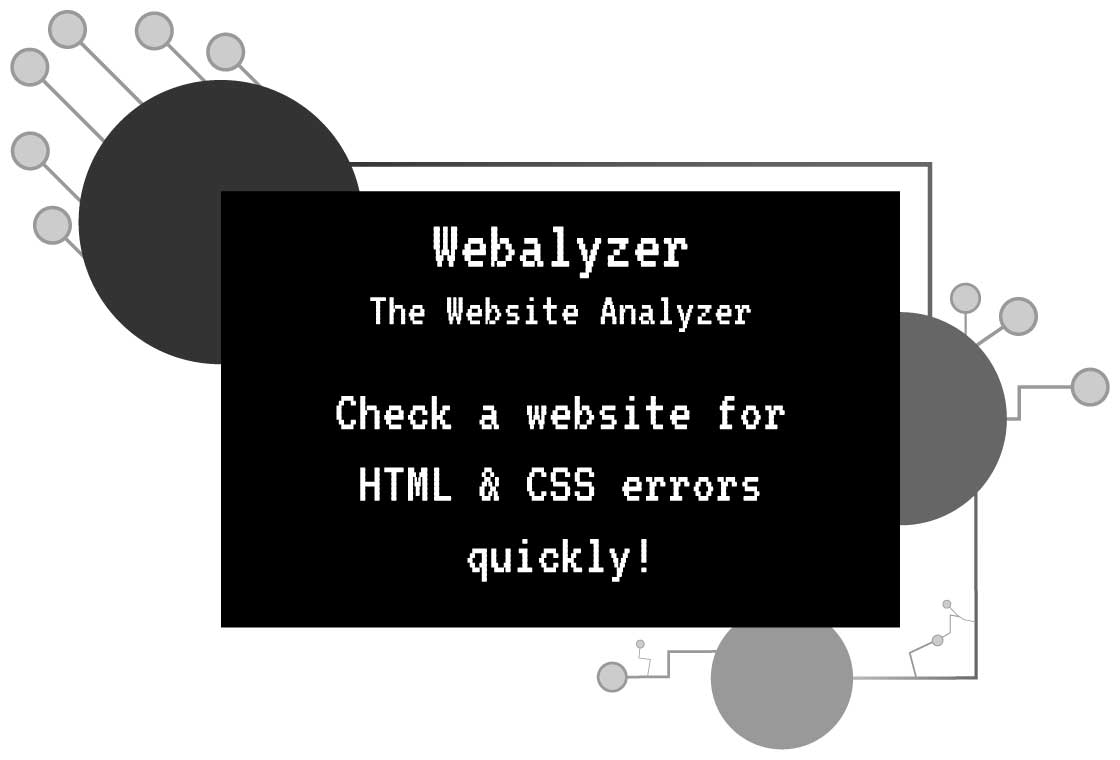 Webalyzer
The Website Analyzer
Check a website for
HTML & CSS errors
quickly!